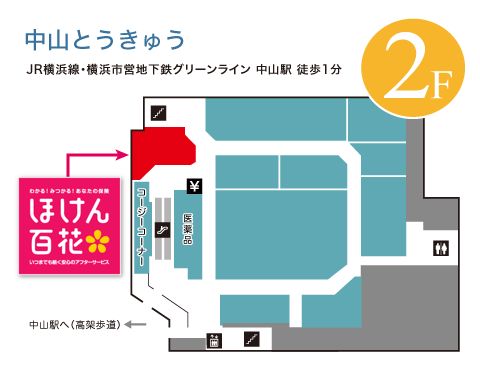 中山とうきゅう
JR横浜線・横浜市営地下鉄グリーンライン 中山駅 徒歩1分
2F
わかる!みつかる!あなたの保険
ほけん
百花
いつまでも続く安心のアフターサービス
コージーコーナー
¥
医薬品
中山駅へ(高架歩道)